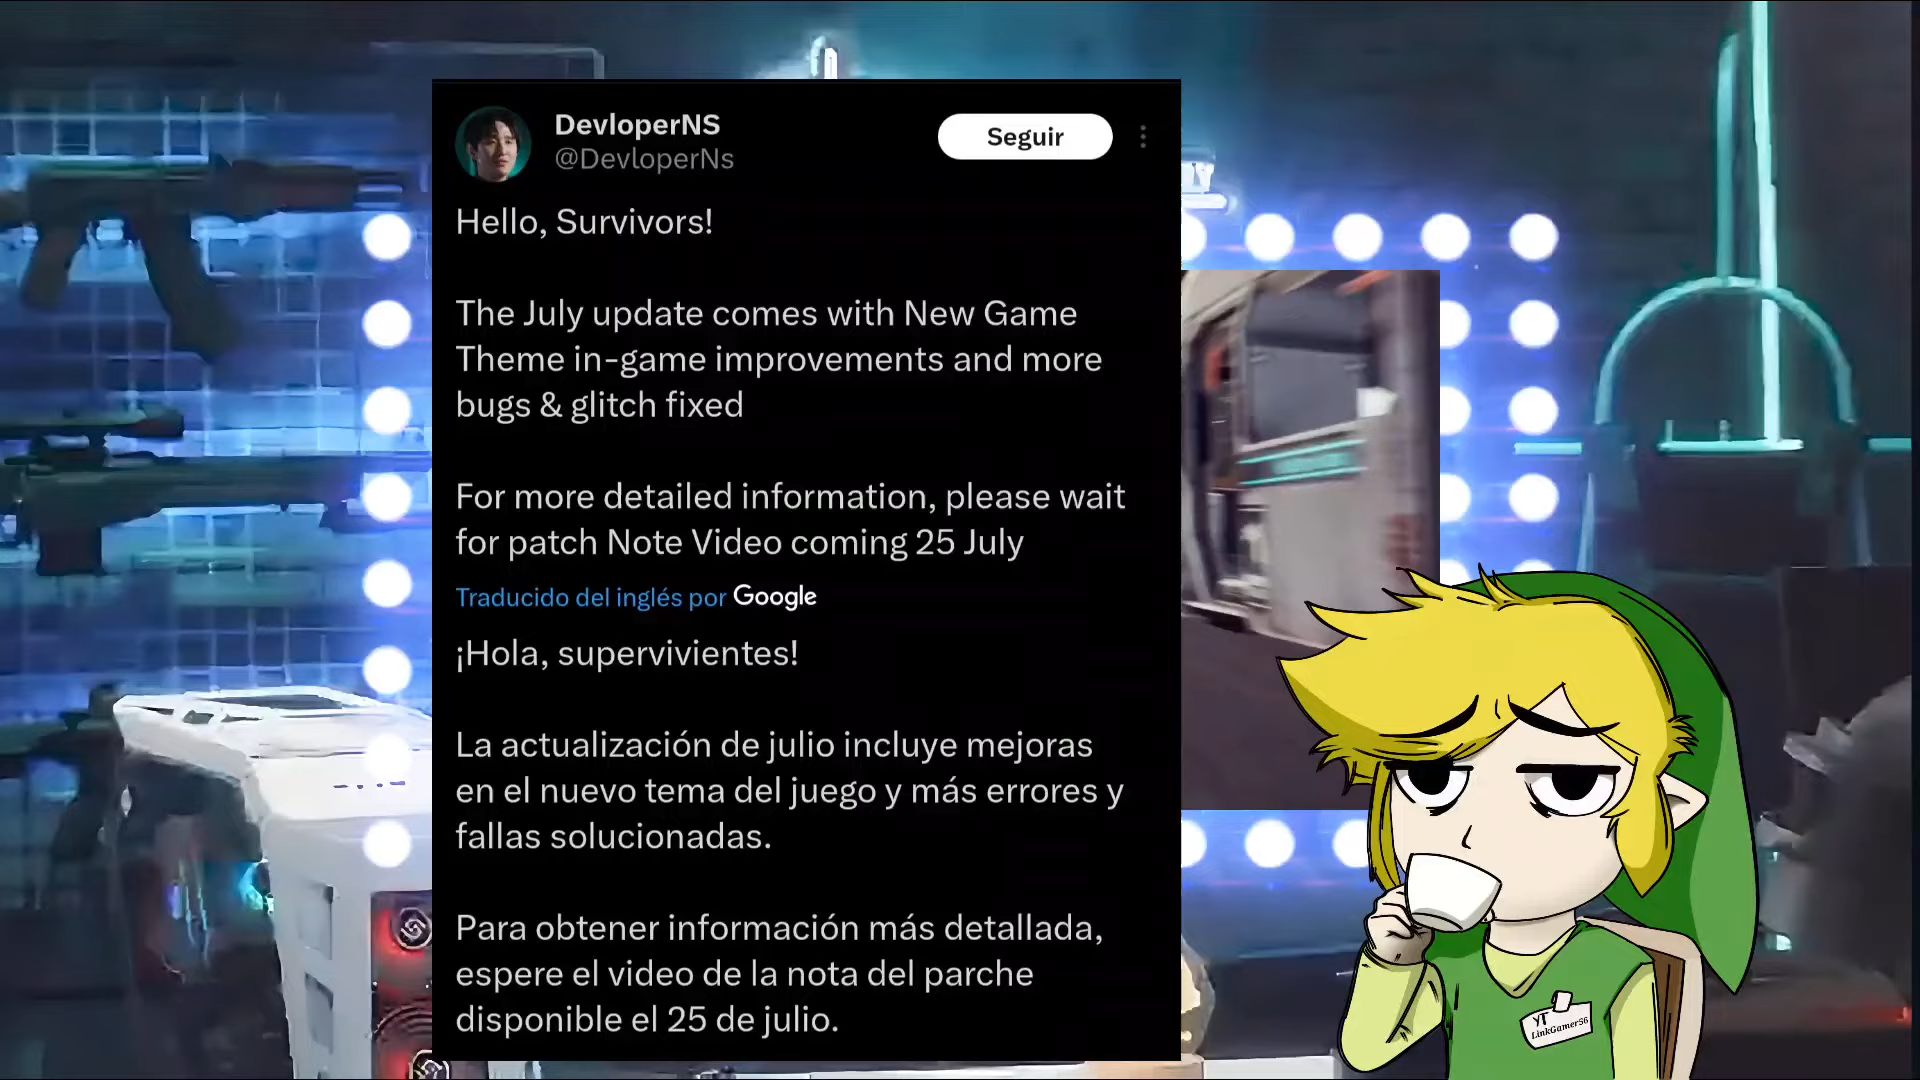 DevloperNS
@DevloperNs
Seguir
Hello, Survivors!
The July update comes with New Game
Theme in-game improvements and more
bugs & glitch fixed
For more detailed information, please wait
for patch Note Video coming 25 July
Traducido del inglés por Google
¡Hola, supervivientes!
La actualización de julio incluye mejoras
en el nuevo tema del juego y más errores y
fallas solucionadas.
Para obtener información más detallada,
espere el video de la nota del parche
disponible el 25 de julio.
YT
LinkGamer56